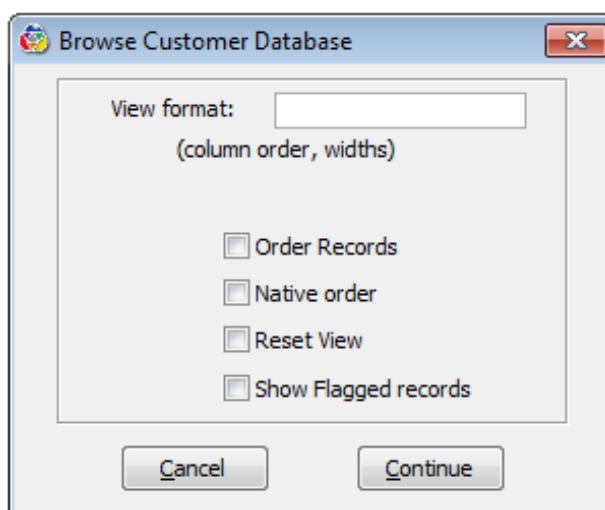 Browse Customer Database
View format:
(column order, widths)
Order Records
Native order
Reset View
Show Flagged records
Cancel
Continue